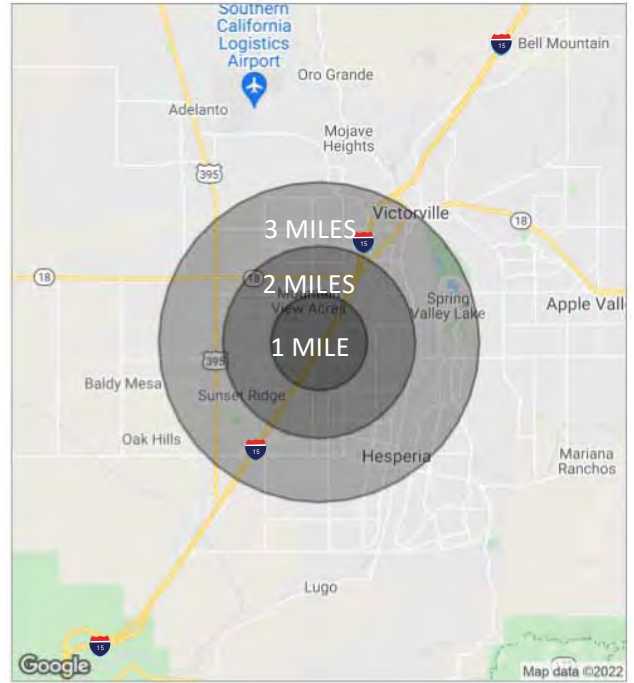 Southern
California
Logistics
Airport
15
Bell Mountain
Oro Grande
Adelanto
Mojave
Heights
395
Victorville
18
3 MILES
15
18
18
2 MILES
Mountain
View Acres
Spring
Valley Lake
Apple Vall
1 MILE
395
Baldy Mesa
Sunset Ridge
Oak Hills
15
Hesperia
Mariana
Ranchos
Lugo
15
Google
Map data ©2022